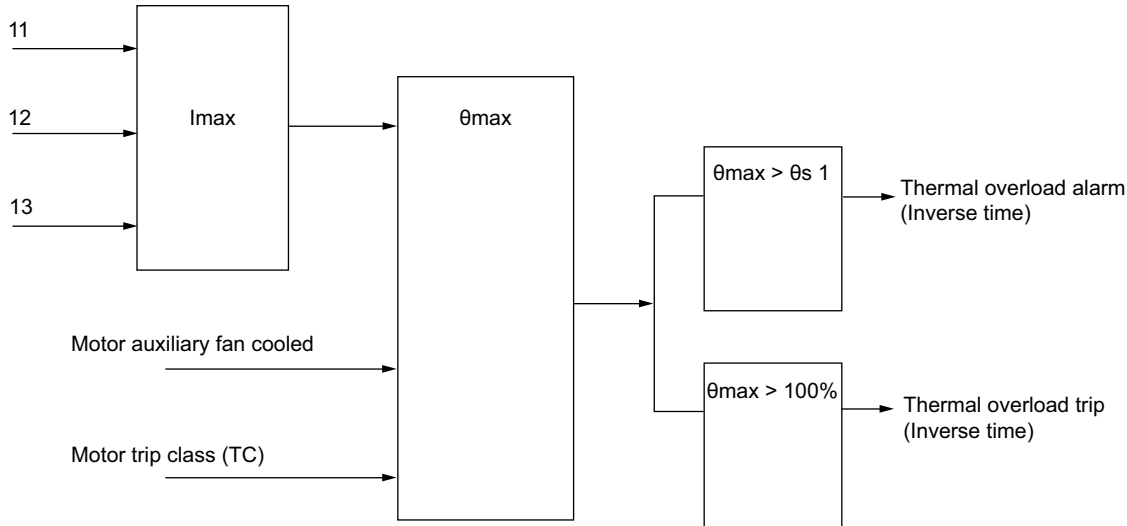 11
12
13
Imax
θmax
Motor auxiliary fan cooled
Motor trip class (TC)
θmax > θs 1
Thermal overload alarm
(Inverse time)
θmax > 100%
Thermal overload trip
(Inverse time)